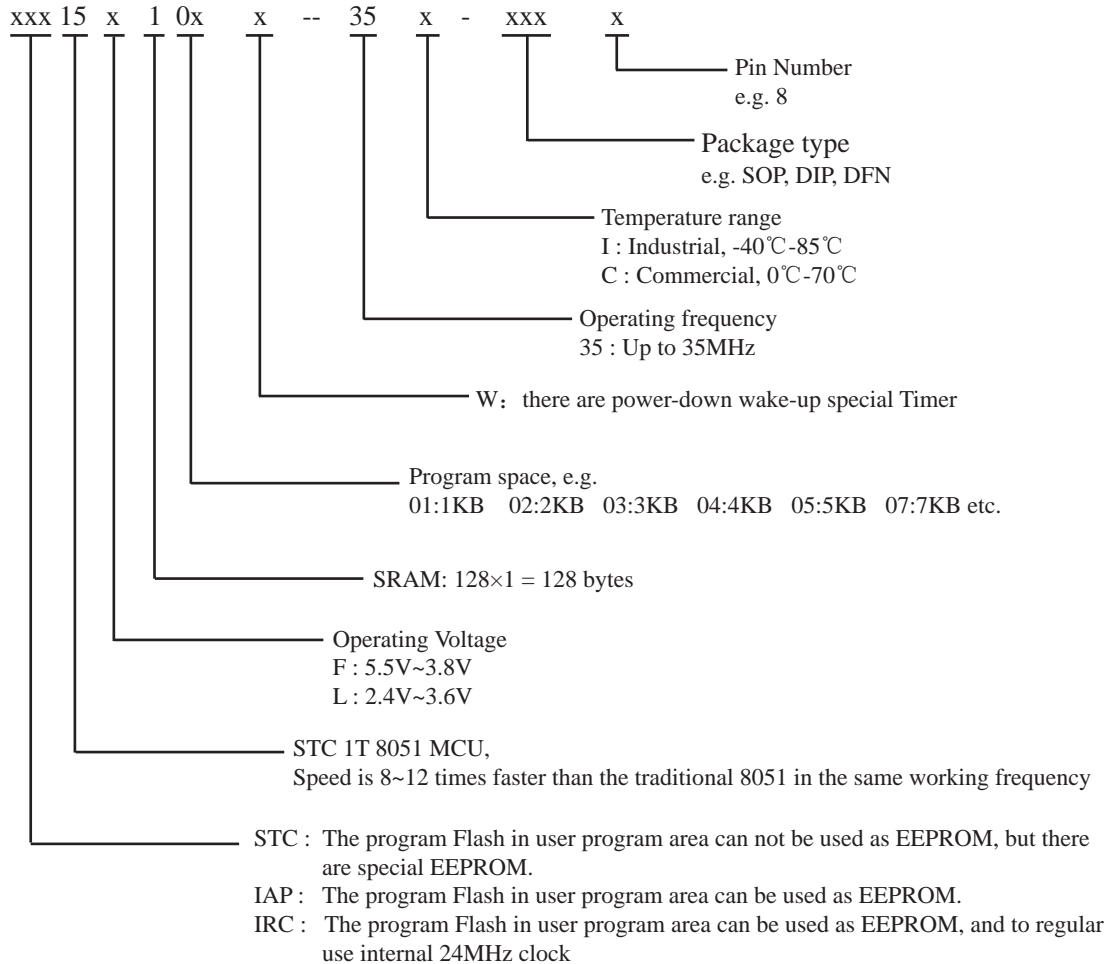 xxx 15 x 1 0x x -- 35 x - xxx x
Pin Number
e.g. 8
Package type
e.g. SOP, DIP, DFN
Temperature range
I : Industrial, -40℃-85℃
C : Commercial, 0℃-70℃
Operating frequency
35 : Up to 35MHz
W：there are power-down wake-up special Timer
Program space, e.g.
01:1KB 02:2KB 03:3KB 04:4KB 05:5KB 07:7KB etc.
SRAM: 128×1 = 128 bytes
Operating Voltage
F : 5.5V~3.8V
L : 2.4V~3.6V
STC 1T 8051 MCU,
Speed is 8~12 times faster than the traditional 8051 in the same working frequency
STC : The program Flash in user program area can not be used as EEPROM, but there
are special EEPROM.
IAP : The program Flash in user program area can be used as EEPROM.
IRC : The program Flash in user program area can be used as EEPROM, and to regular
use internal 24MHz clock